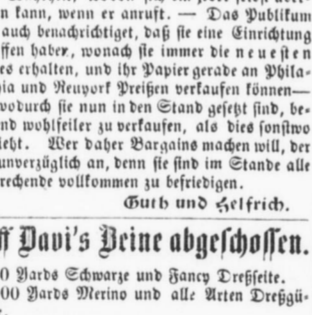 n kann, wenn er anruft. — Das Publikum
auch benachrichtiget, daß sie eine Einrichtung
ffen haben, wonach sie immer die neuesten
es erhalten, und ihr Papier gerade an Phila-
ia und Neuyork Preißen verkaufen können—
wodurch sie nun in den Stand gesetzt sind, be-
nd wohlfeiler zu verkaufen, als dies sonstwo
ieht. Wer daher Bargains machen will, der
unverzüglich an, denn sie sind im Stande alle
rechende vollkommen zu befriedigen.
Guth und Helfrich.
ff Davi's Beine abgeschossen.
0 Yards Schwarze und Fancy Dreßseite.
00 Yards Merino und alle Arten Dreßgü-